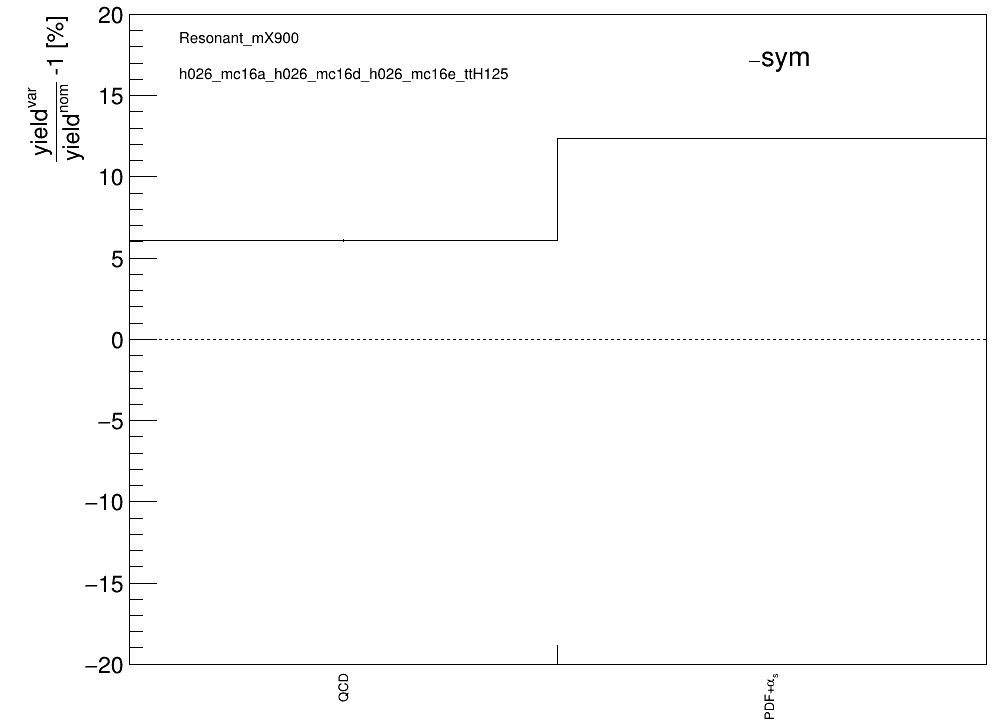 yield^var
yield^nom -1 [%]
Resonant_mX900
h026_mc16a_h026_mc16d_h026_mc16e_ttH125
sym
20
15
10
5
0
−5
−10
−15
−20
QCD
PDF+α_s